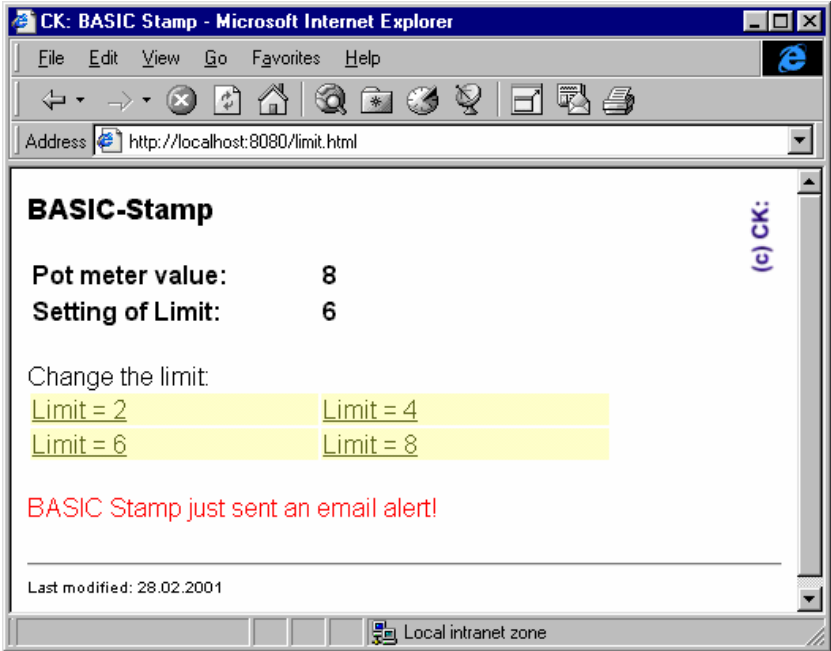 CK: BASIC Stamp - Microsoft Internet Explorer
File Edit View Go Favorites Help
Address http://localhost:8080/limit.html
BASIC-Stamp
(c) CK:
Pot meter value: 8
Setting of Limit: 6
Change the limit:
Limit = 2 Limit = 4
Limit = 6 Limit = 8
BASIC Stamp just sent an email alert!
Last modified: 28.02.2001
Local intranet zone